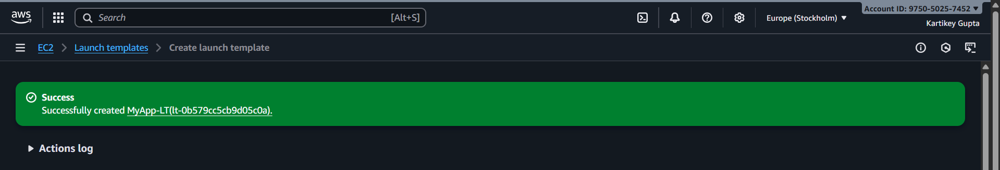 aws
Search
[Alt+S]
Europe (Stockholm)
Account ID: 9750-5025-7452
Kartikey Gupta
EC2
Launch templates
Create launch template
Success
Successfully created MyApp-LT(lt-0b579cc5cb9d05c0a).
Actions log